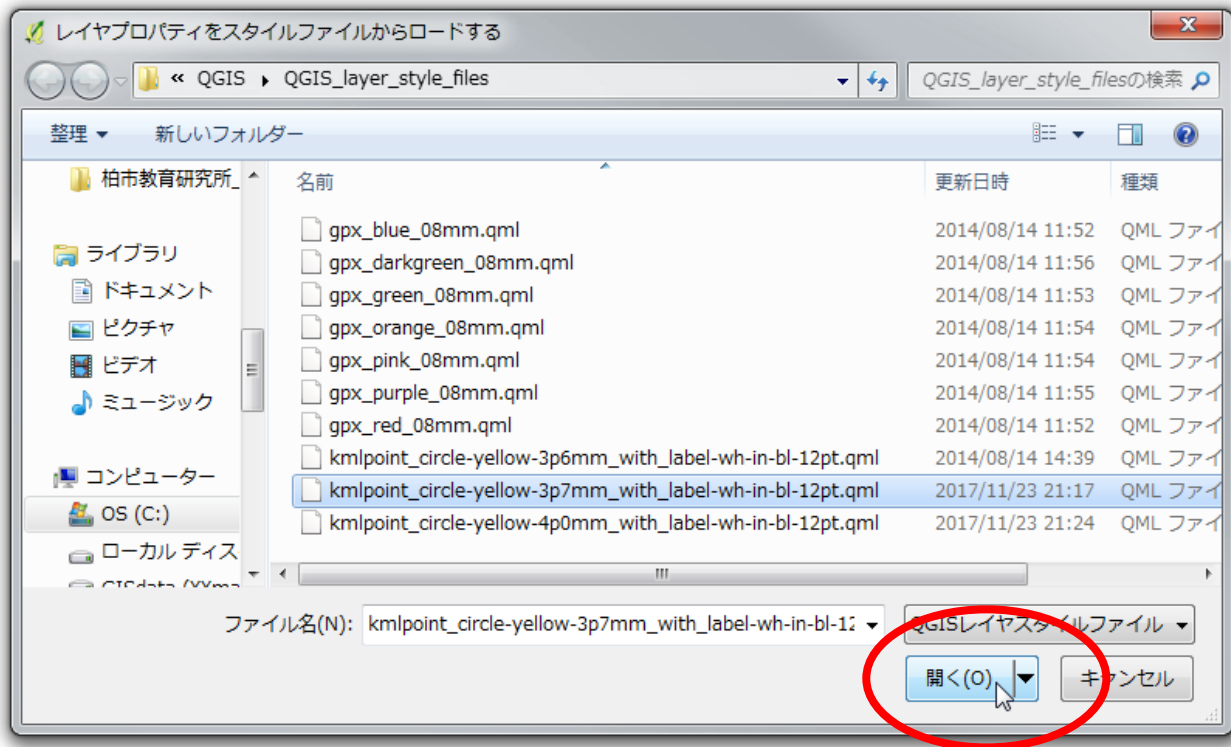 レイヤプロパティをスタイルファイルからロードする
« QGIS ▸ QGIS_layer_style_files
QGIS_layer_style_filesの検索
整理 ▼ 新しいフォルダー
柏市教育研究所_
ライブラリ
ドキュメント
ピクチャ
ビデオ
ミュージック
コンピューター
OS (C:)
ローカル ディス
名前 更新日時 種類
gpx_blue_08mm.qml 2014/08/14 11:52 QML ファイ
gpx_darkgreen_08mm.qml 2014/08/14 11:56 QML ファイ
gpx_green_08mm.qml 2014/08/14 11:53 QML ファイ
gpx_orange_08mm.qml 2014/08/14 11:54 QML ファイ
gpx_pink_08mm.qml 2014/08/14 11:54 QML ファイ
gpx_purple_08mm.qml 2014/08/14 11:55 QML ファイ
gpx_red_08mm.qml 2014/08/14 11:52 QML ファイ
kmlpoint_circle-yellow-3p6mm_with_label-wh-in-bl-12pt.qml 2014/08/14 14:39 QML ファイ
kmlpoint_circle-yellow-3p7mm_with_label-wh-in-bl-12pt.qml 2017/11/23 21:17 QML ファイ
kmlpoint_circle-yellow-4p0mm_with_label-wh-in-bl-12pt.qml 2017/11/23 21:24 QML ファイ
ファイル名(N): kmlpoint_circle-yellow-3p7mm_with_label-wh-in-bl-12 QGISレイヤスタイルファイル
開く(O) キャンセル